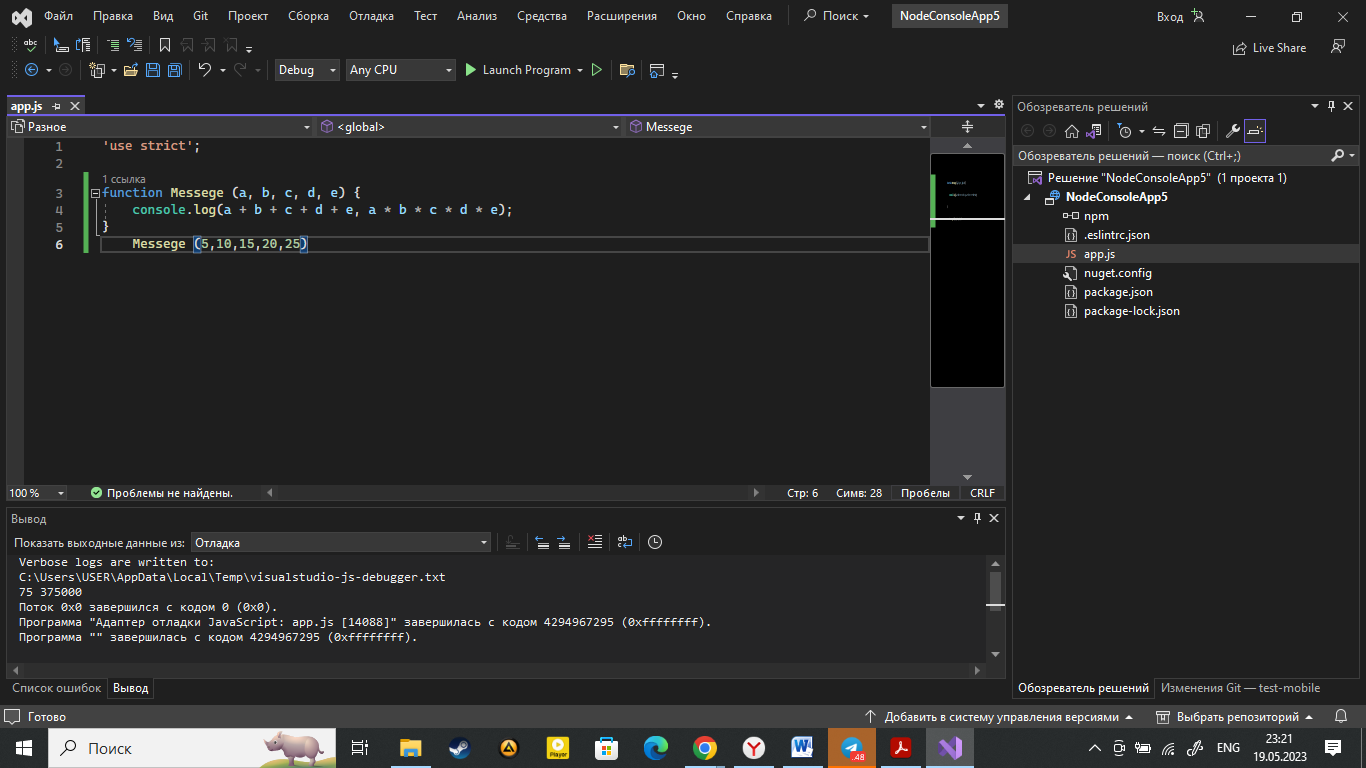 Файл Правка Вид Git Проект Сборка Отладка Тест Анализ Средства Расширения Окно Справка Поиск NodeConsoleApp5 Вход
abc
Live Share
Debug Any CPU Launch Program
app.js
Разное <global> Messege
1 'use strict';
2
1 ссылка
3 function Messege (a, b, c, d, e) {
4 console.log(a + b + c + d + e, a * b * c * d * e);
5 }
6 Messege (5,10,15,20,25)
100 % Проблемы не найдены. Стр: 6 Симв: 28 Пробелы CRLF
Вывод
Показать выходные данные из: Отладка
Verbose logs are written to:
C:\Users\USER\AppData\Local\Temp\visualstudio-js-debugger.txt
75 375000
Поток 0x0 завершился с кодом 0 (0x0).
Программа "Адаптер отладки JavaScript: app.js [14088]" завершилась с кодом 4294967295 (0xffffffff).
Программа "" завершилась с кодом 4294967295 (0xffffffff).
Список ошибок Вывод
Обозреватель решений
Обозреватель решений — поиск (Ctrl+;)
Решение "NodeConsoleApp5" (1 проекта 1)
NodeConsoleApp5
npm
.eslintrc.json
JS app.js
nuget.config
package.json
package-lock.json
Обозреватель решений Изменения Git — test-mobile
Готово Добавить в систему управления версиями Выбрать репозиторий
Поиск Player 48 ENG 23:21
19.05.2023